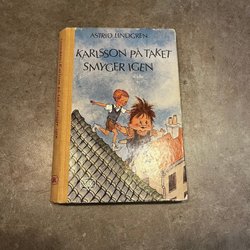 ASTRID LINDGREN
KARLSSON PÅ TAKET
SMYGER IGEN